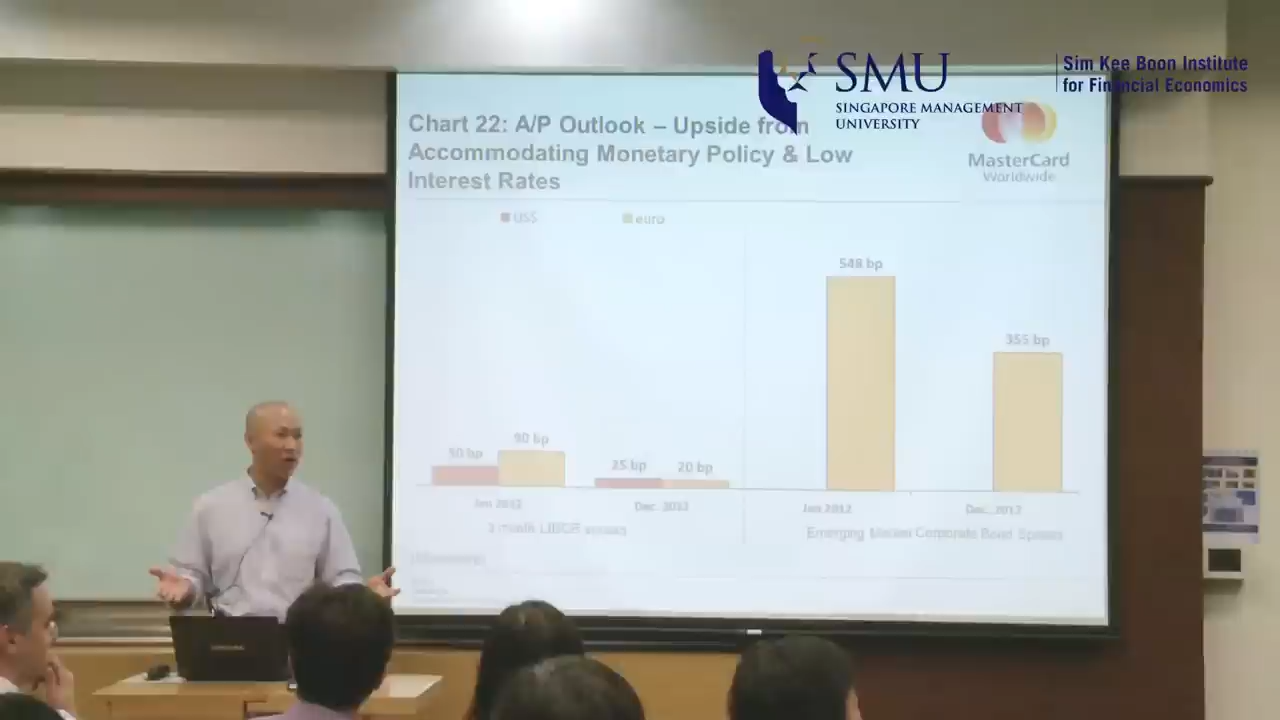 SMU
SINGAPORE MANAGEMENT
UNIVERSITY
Sim Kee Boon Institute
for Financial Economics
Chart 22: A/P Outlook – Upside from
Accommodating Monetary Policy & Low
Interest Rates
MasterCard
Worldwide
US$ euro
548 bp
355 bp
50 bp 90 bp
25 bp 20 bp
Jan 2012 Dec. 2012 Jan 2012 Dec. 2012
3 month LIBOR spreads Emerging Market Corporate Bond Spreads